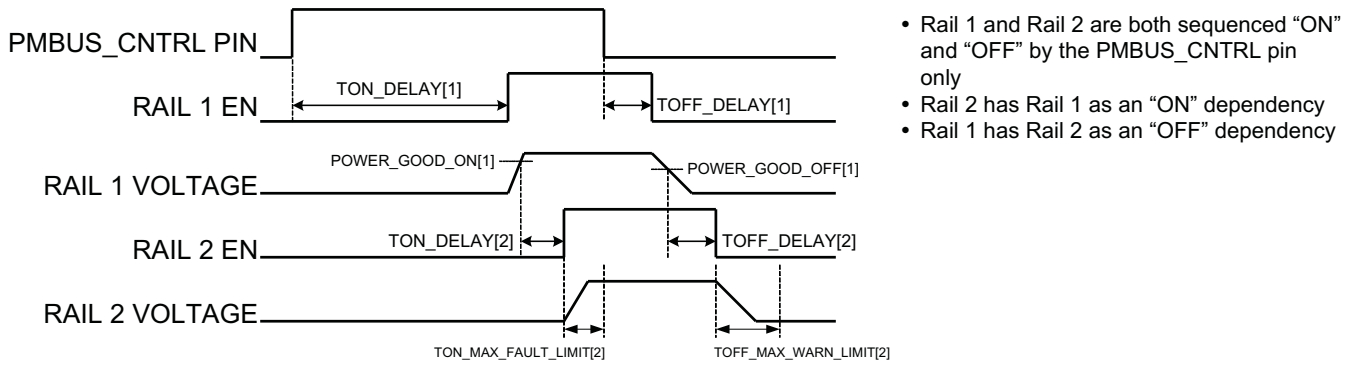 PMBUS_CNTRL PIN
TON_DELAY[1]
RAIL 1 EN
TOFF_DELAY[1]
POWER_GOOD_ON[1]
POWER_GOOD_OFF[1]
RAIL 1 VOLTAGE
TON_DELAY[2]
TOFF_DELAY[2]
RAIL 2 EN
RAIL 2 VOLTAGE
TON_MAX_FAULT_LIMIT[2]
TOFF_MAX_WARN_LIMIT[2]
• Rail 1 and Rail 2 are both sequenced “ON”
and “OFF” by the PMBUS_CNTRL pin
only
• Rail 2 has Rail 1 as an “ON” dependency
• Rail 1 has Rail 2 as an “OFF” dependency